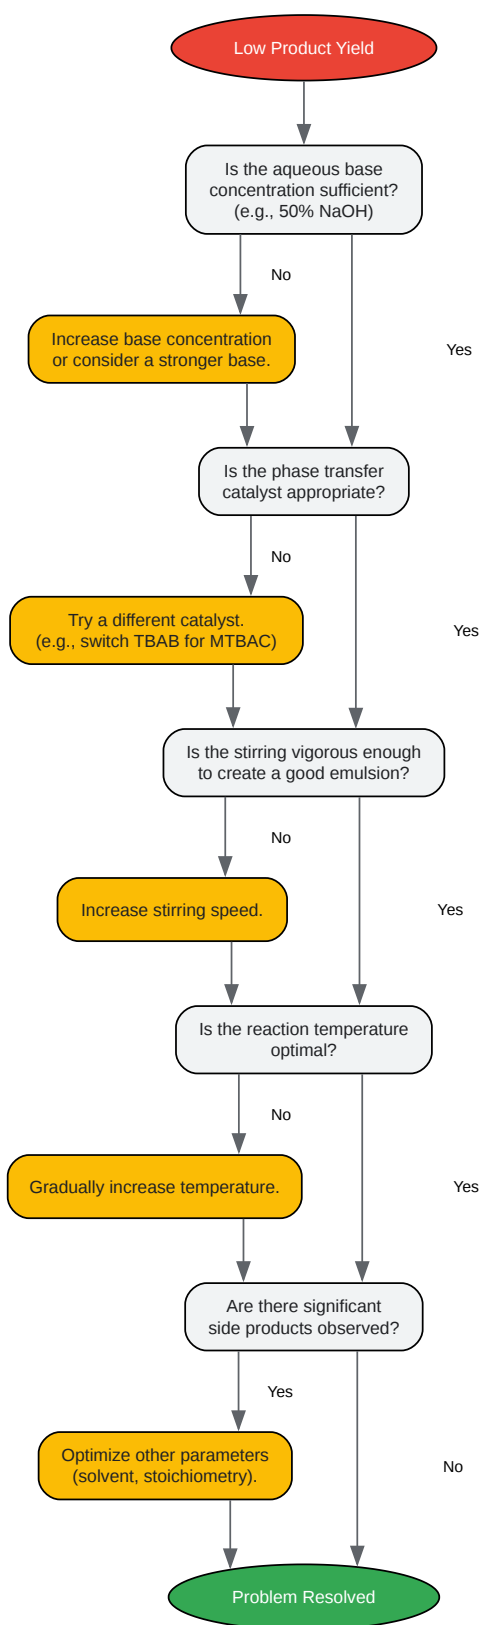 Low Product Yield
Is the aqueous base
concentration sufficient?
(e.g., 50% NaOH)
No
Increase base concentration
or consider a stronger base.
Yes
Is the phase transfer
catalyst appropriate?
No
Try a different catalyst.
(e.g., switch TBAB for MTBAC)
Yes
Is the stirring vigorous enough
to create a good emulsion?
No
Increase stirring speed.
Yes
Is the reaction temperature
optimal?
No
Gradually increase temperature.
Yes
Are there significant
side products observed?
Yes
Optimize other parameters
(solvent, stoichiometry).
No
Problem Resolved